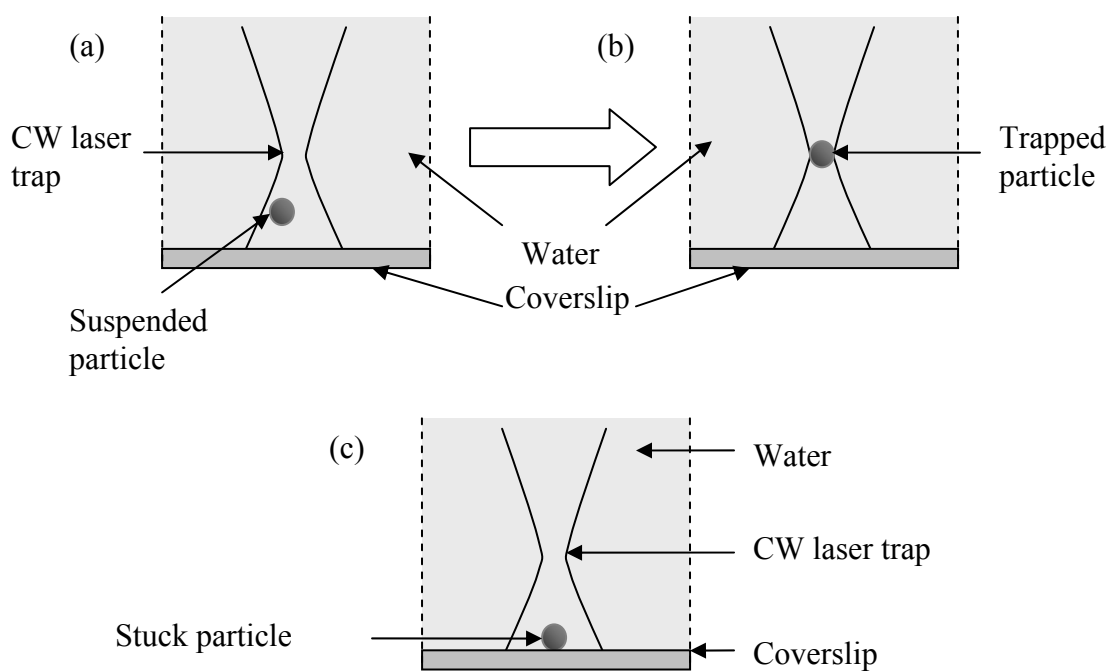 (a)
(b)
CW laser
trap
Trapped
particle
Water
Coverslip
Suspended
particle
(c)
Water
CW laser trap
Stuck particle
Coverslip